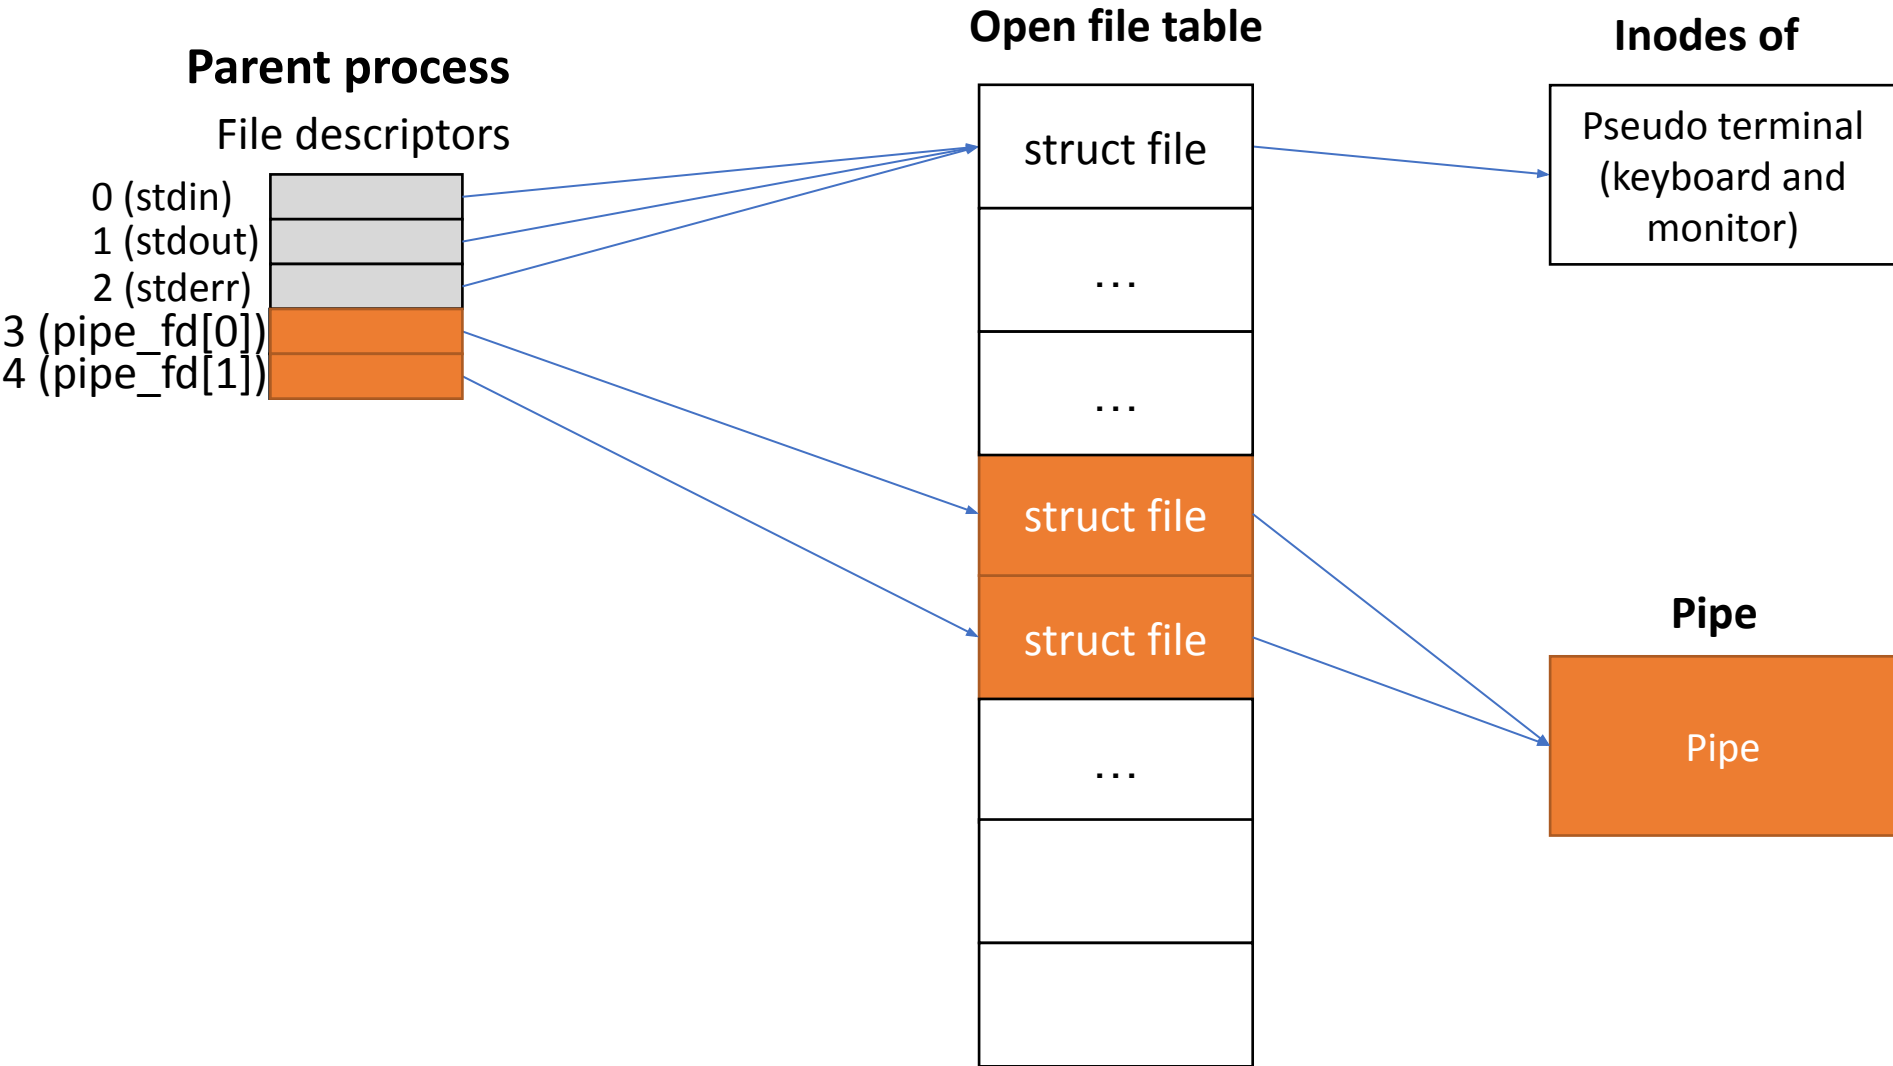 Parent process
File descriptors
0 (stdin)
1 (stdout)
2 (stderr)
3 (pipe_fd[0])
4 (pipe_fd[1])
Open file table
struct file
...
...
struct file
struct file
...
Inodes of
Pseudo terminal
(keyboard and
monitor)
Pipe
Pipe